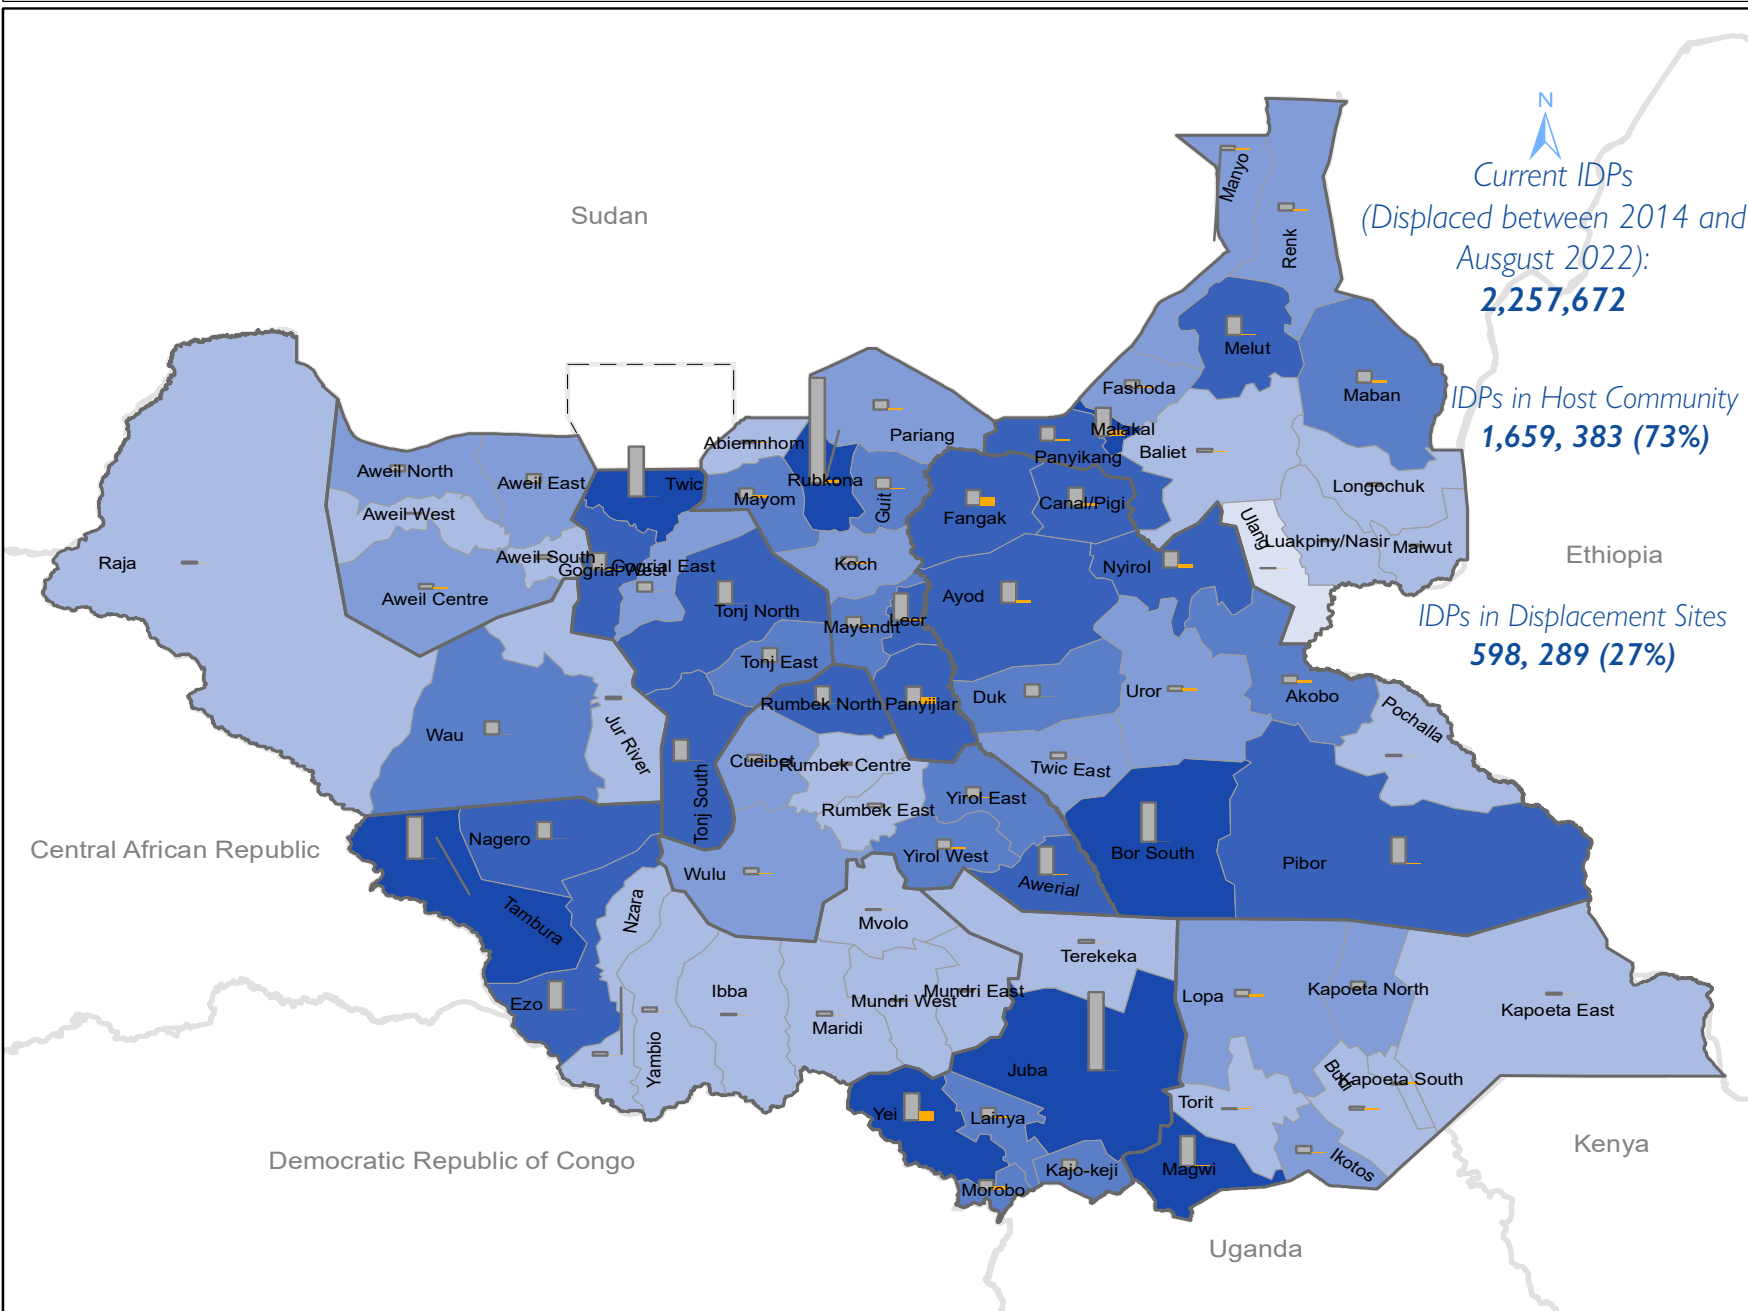 N
Current IDPs
(Displaced between 2014 and
Ausgust 2022):
2,257,672
IDPs in Host Community
1,659, 383 (73%)
IDPs in Displacement Sites
598, 289 (27%)
Sudan
Ethiopia
Kenya
Uganda
Democratic Republic of Congo
Central African Republic
Manyo
Renk
Melut
Maban
Fashoda
Malakal
Panyikang
Baliet
Longochuk
Ulang
Luakpiny/Nasir
Maiwut
Abiemnhom
Pariang
Rubkona
Mayom
Guit
Koch
Mayendit
Leer
Panyijiar
Fangak
Canal/Pigi
Ayod
Nyirol
Duk
Uror
Akobo
Pochalla
Twic East
Bor South
Pibor
Aweil North
Aweil East
Aweil West
Aweil South
Aweil Centre
Raja
Wau
Jur River
Twic
Gogrial West
Gogrial East
Tonj North
Tonj East
Tonj South
Rumbek North
Cueibet
Rumbek Centre
Rumbek East
Yirol East
Yirol West
Awerial
Wulu
Nagero
Tambura
Nzara
Ezo
Yambio
Ibba
Maridi
Mvolo
Mundri West
Mundri East
Terekeka
Juba
Yei
Lainya
Morobo
Kajo-keji
Magwi
Lopa
Torit
Ikotos
Budi
Kapoeta North
Kapoeta South
Kapoeta East